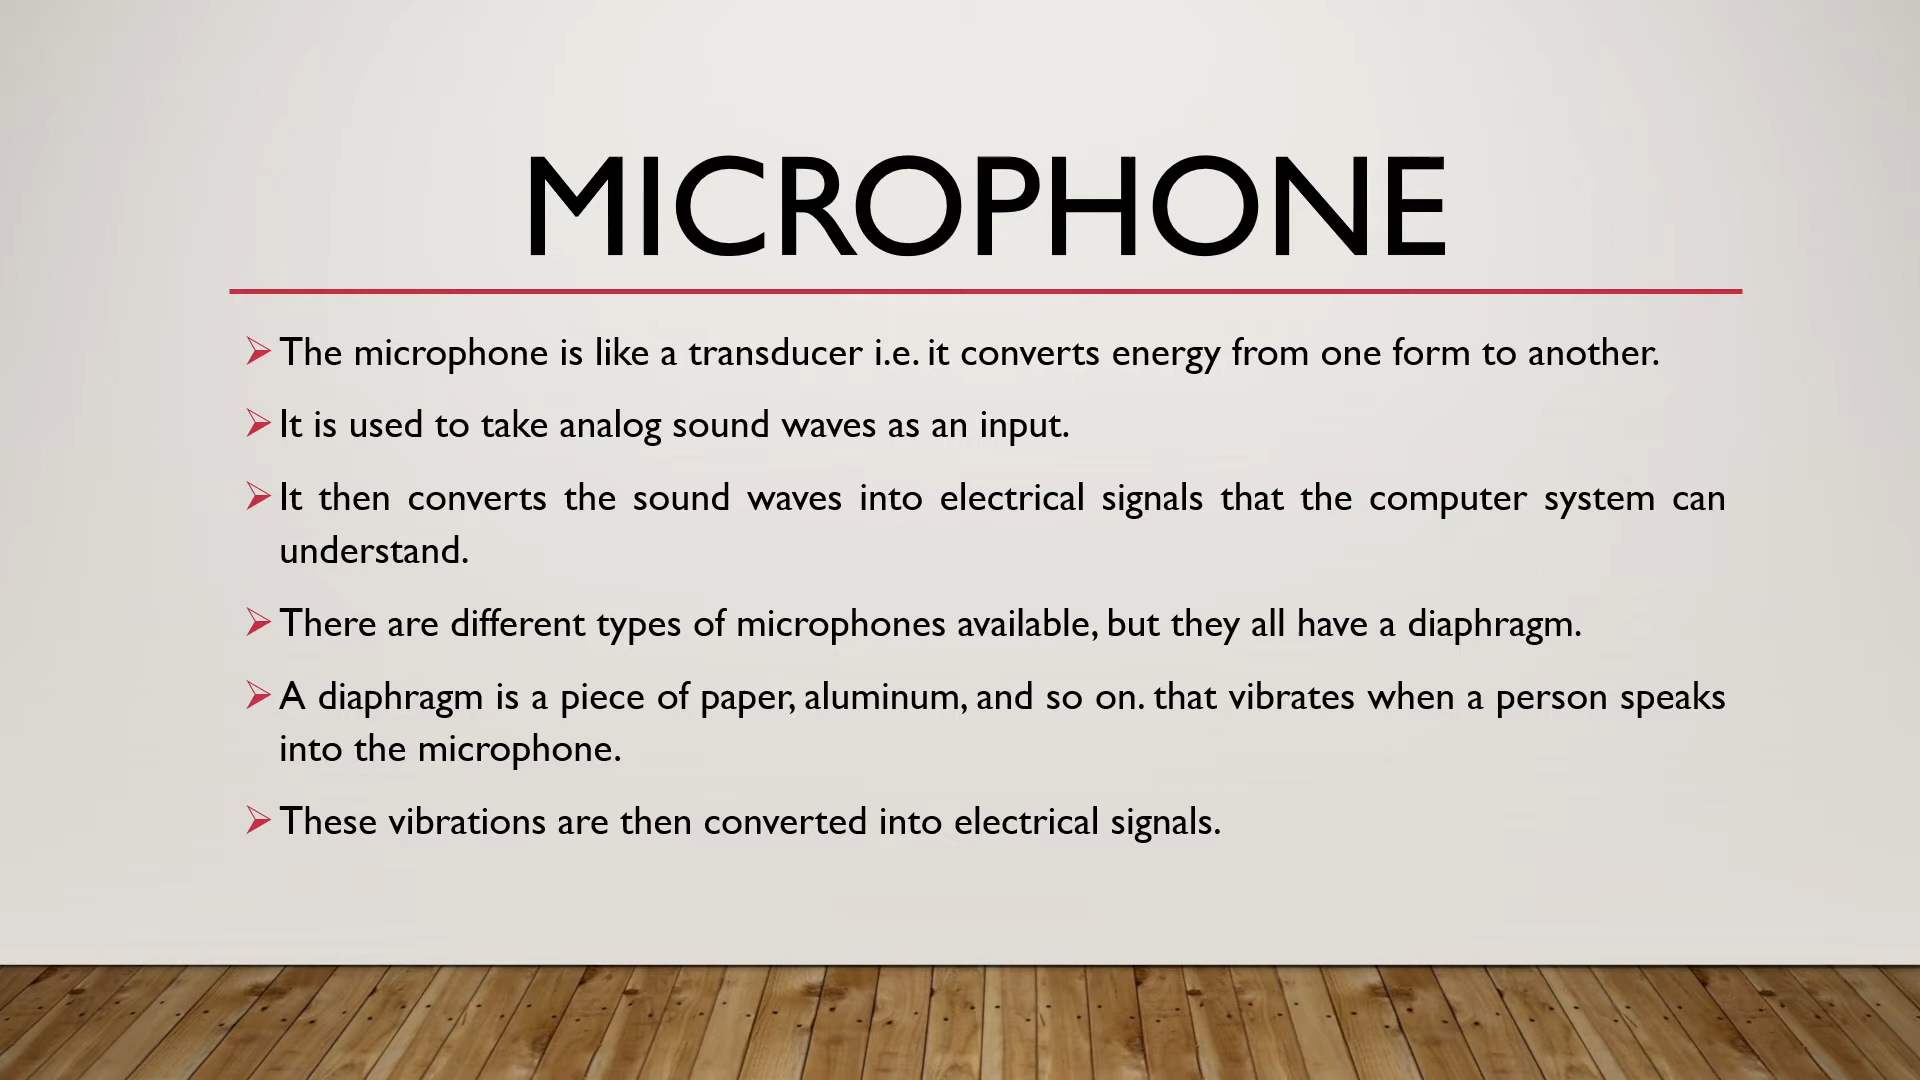 MICROPHONE
The microphone is like a transducer i.e. it converts energy from one form to another.
It is used to take analog sound waves as an input.
It then converts the sound waves into electrical signals that the computer system can
understand.
There are different types of microphones available, but they all have a diaphragm.
A diaphragm is a piece of paper, aluminum, and so on. that vibrates when a person speaks
into the microphone.
These vibrations are then converted into electrical signals.